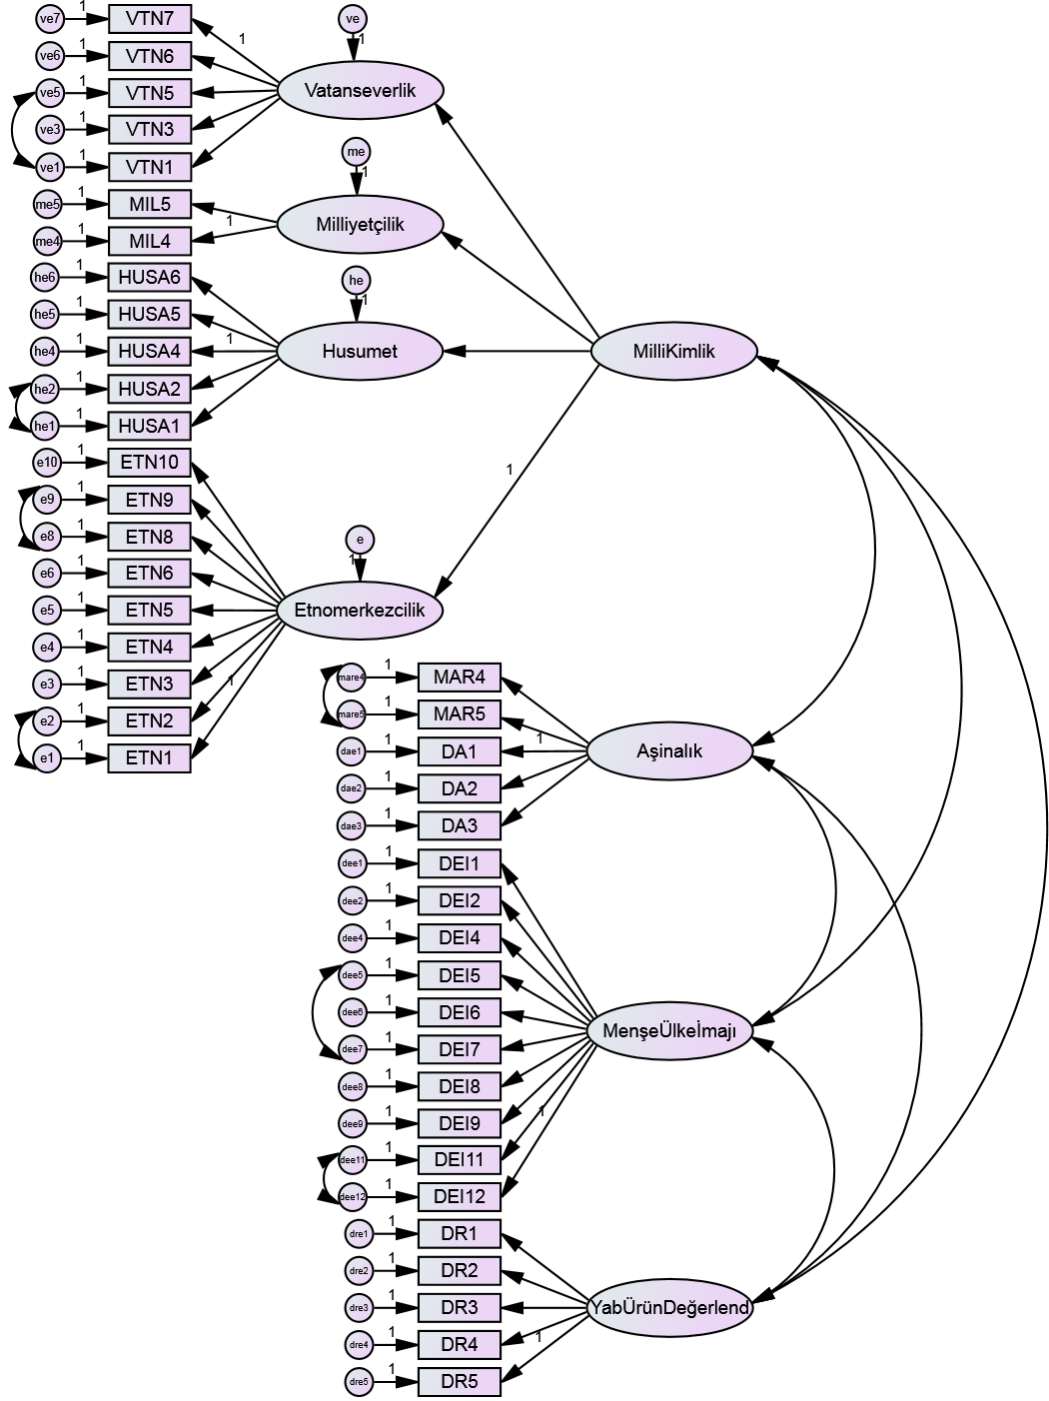 ve7 1 VTN7
ve6 1 VTN6
ve5 1 VTN5
ve3 1 VTN3
ve1 1 VTN1
1
ve
1
Vatanseverlik
me5 1 MIL5
me4 1 MIL4
1
me
1
Milliyetçilik
he6 1 HUSA6
he5 1 HUSA5
he4 1 HUSA4
he2 1 HUSA2
he1 1 HUSA1
1
he
1
Husumet
MilliKimlik
1
e10 1 ETN10
e9 1 ETN9
e8 1 ETN8
e6 1 ETN6
e5 1 ETN5
e4 1 ETN4
e3 1 ETN3
e2 1 ETN2
e1 1 ETN1
1
e
1
Etnomerkezcilik
mare4 1 MAR4
mare5 1 MAR5
dae1 1 DA1
dae2 1 DA2
dae3 1 DA3
1
Aşinalık
dee1 1 DEI1
dee2 1 DEI2
dee4 1 DEI4
dee5 1 DEI5
dee6 1 DEI6
dee7 1 DEI7
dee8 1 DEI8
dee9 1 DEI9
dee11 1 DEI11
dee12 1 DEI12
1
MenşeÜlkeİmajı
dre1 1 DR1
dre2 1 DR2
dre3 1 DR3
dre4 1 DR4
dre5 1 DR5
1
YabÜrünDeğerlend